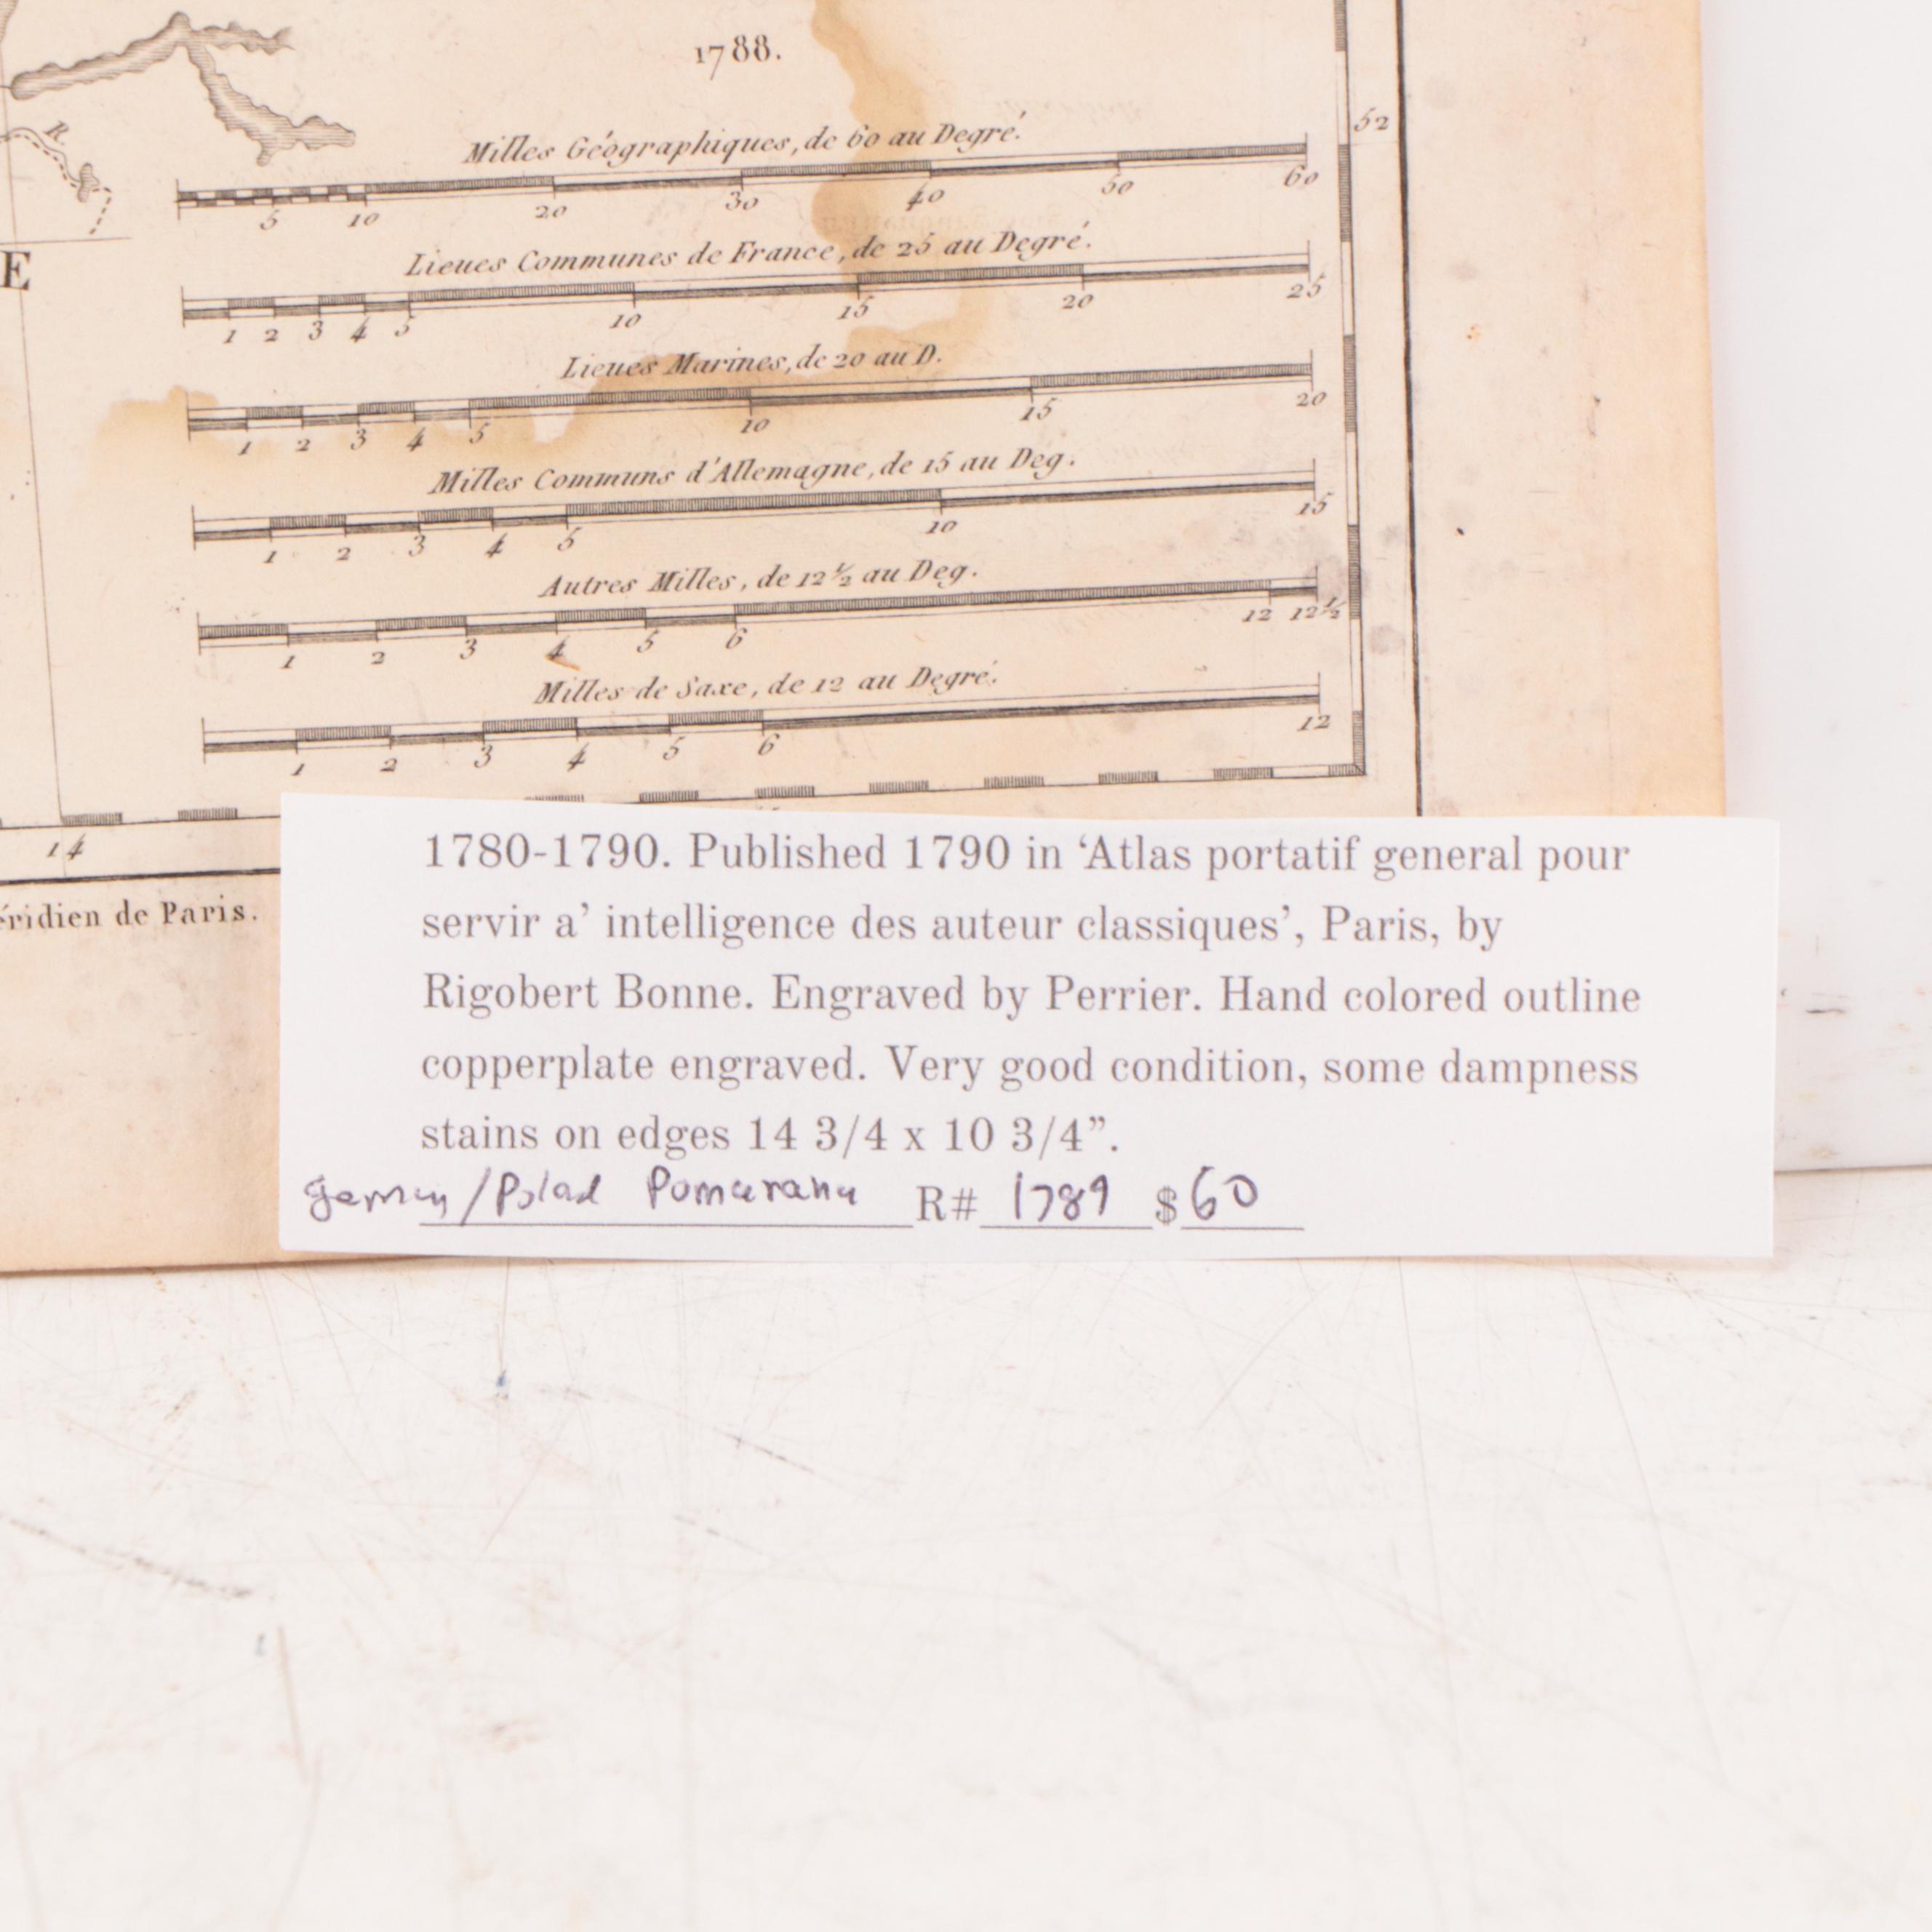 1788.
R.
52
Milles Géographiques, de 60 au Degré.
5 10 20 30 40 50 60
E
Lieues Communes de France, de 25 au Degré.
1 2 3 4 5 10 15 20 25
Lieues Marines, de 20 au D.
1 2 3 4 5 10 15 20
Milles Communs d'Allemagne, de 15 au Deg.
1 2 3 4 5 10 15
Autres Milles, de 12 ½ au Deg.
1 2 3 4 5 6 12 12 ½
Milles de Saxe, de 12 au Degré.
1 2 3 4 5 6 12
14
éridien de Paris.
1780-1790. Published 1790 in ‘Atlas portatif general pour
servir a’ intelligence des auteur classiques’, Paris, by
Rigobert Bonne. Engraved by Perrier. Hand colored outline
copperplate engraved. Very good condition, some dampness
stains on edges 14 3/4 x 10 3/4”.
R# 1789 $60